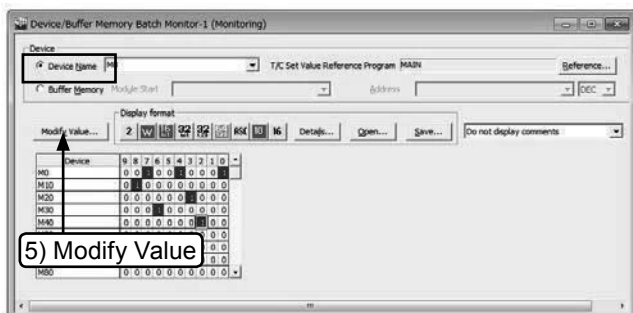 Device/Buffer Memory Batch Monitor-1 (Monitoring)
Device
Device Name M0 T/C Set Value Reference Program MAIN Reference...
Buffer Memory Module Start Address DEC
Display format
Modify Value... 2 W 16 Details... Open... Save... Do not display comments
Device 9 8 7 6 5 4 3 2 1 0
M0 0 0 1 0 0 1 0 0 0 1
M10 0 1 0 0 0 0 0 0 0 0
M20 0 0 0 0 0 0 1 0 0 0
M30 0 0 0 1 0 0 0 0 0 0
M40 0 0 0 0 0 0 0 1 0 0
0 0
5) Modify Value 0 0
0 0
M80 0 0 0 0 0 0 0 0 0 0